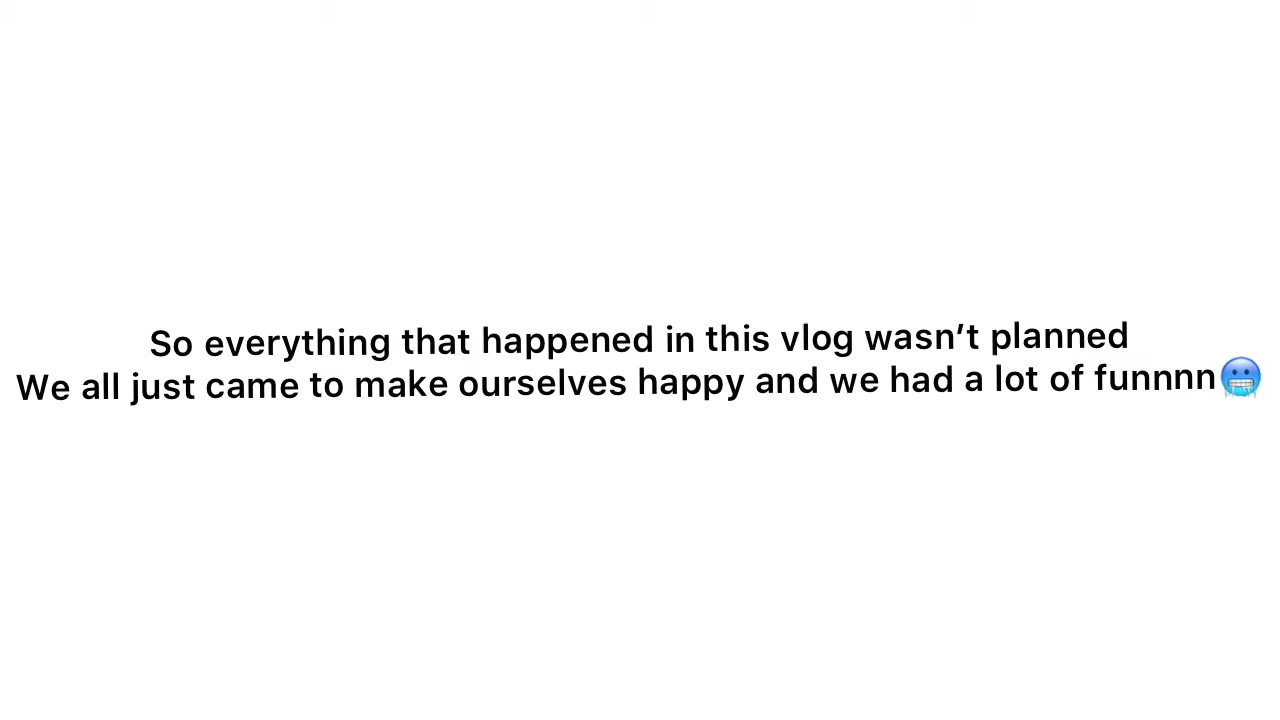 So everything that happened in this vlog wasn’t planned
We all just came to make ourselves happy and we had a lot of funnnn🥶